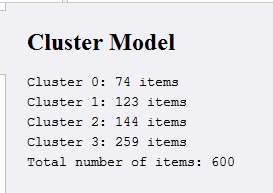 Cluster Model
Cluster 0: 74 items
Cluster 1: 123 items
Cluster 2: 144 items
Cluster 3: 259 items
Total number of items: 600